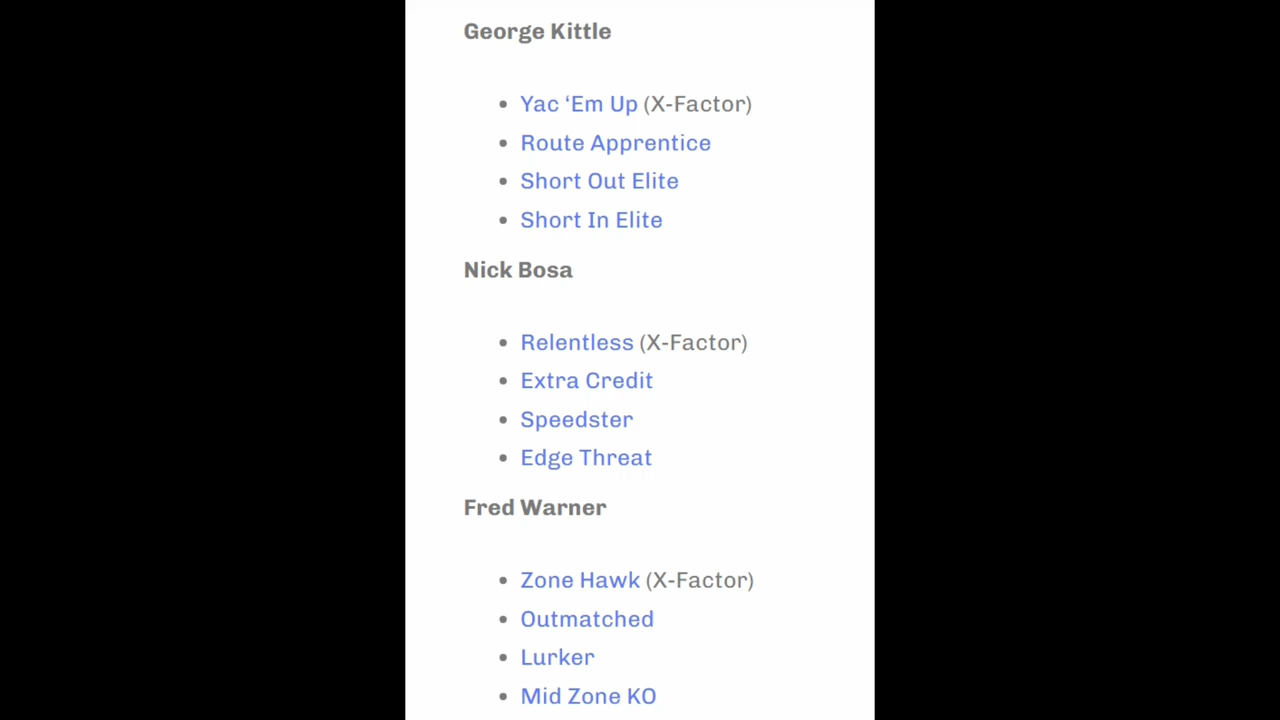 George Kittle
• Yac ‘Em Up (X-Factor)
• Route Apprentice
• Short Out Elite
• Short In Elite
Nick Bosa
• Relentless (X-Factor)
• Extra Credit
• Speedster
• Edge Threat
Fred Warner
• Zone Hawk (X-Factor)
• Outmatched
• Lurker
• Mid Zone KO